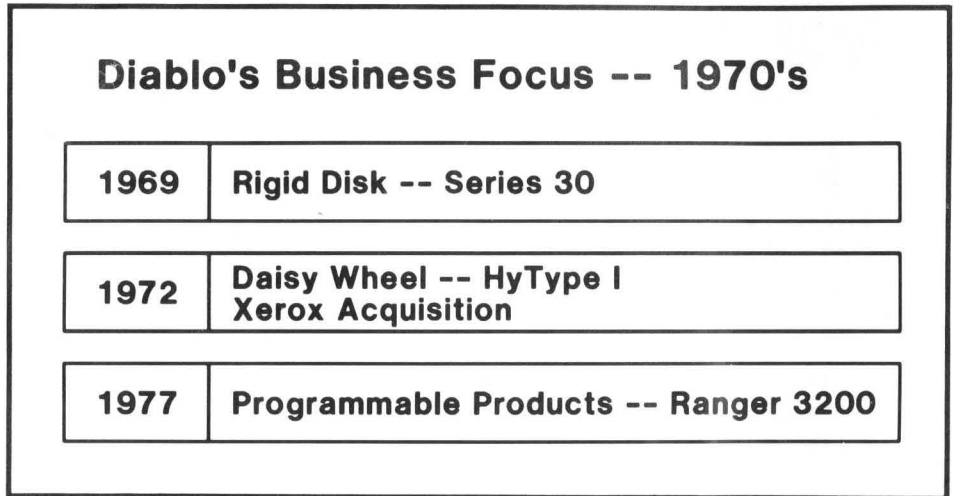 Diablo's Business Focus -- 1970's
1969
Rigid Disk -- Series 30
1972
Daisy Wheel -- HyType I
Xerox Acquisition
1977
Programmable Products -- Ranger 3200